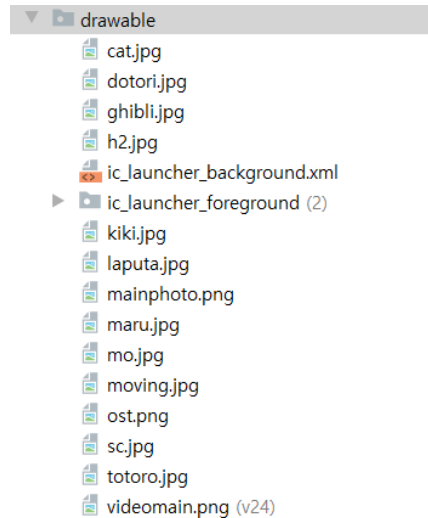 drawable
cat.jpg
dotori.jpg
ghibli.jpg
h2.jpg
ic_launcher_background.xml
ic_launcher_foreground (2)
kiki.jpg
laputa.jpg
mainphoto.png
maru.jpg
mo.jpg
moving.jpg
ost.png
sc.jpg
totoro.jpg
videomain.png (v24)